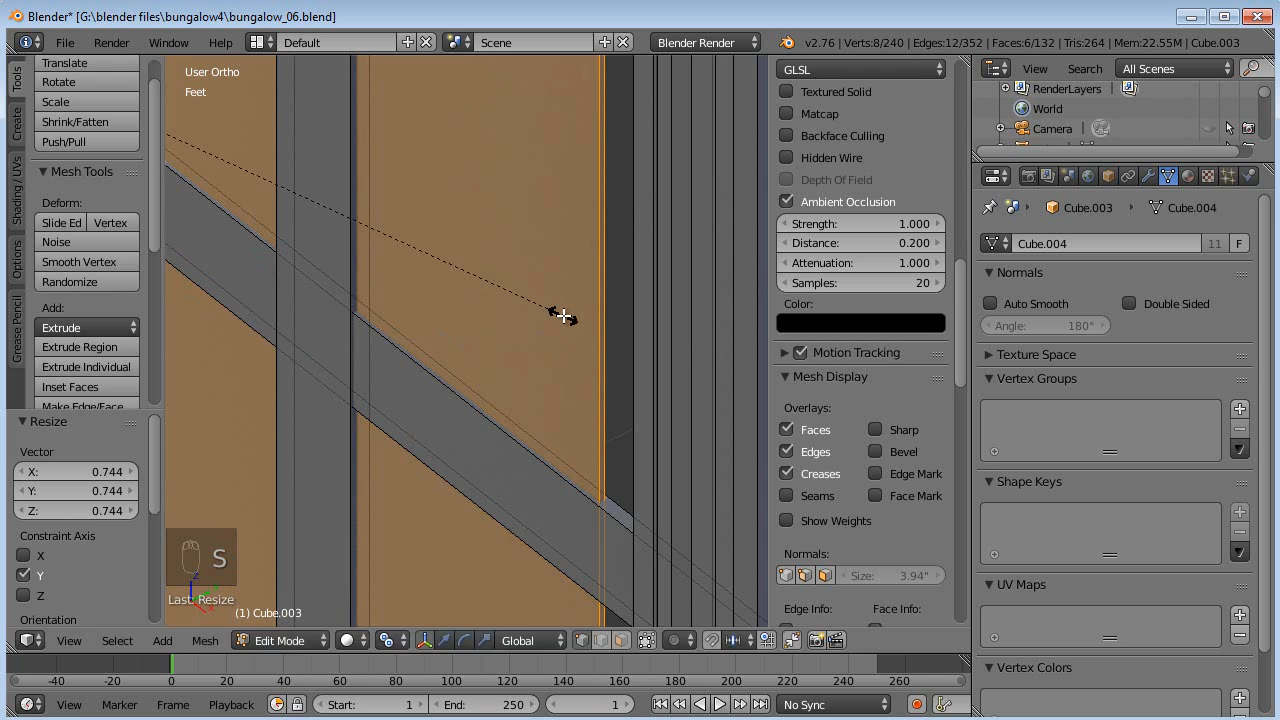 Blender* [G:\blender files\bungalow4\bungalow_06.blend]
File Render Window Help Default Scene Blender Render v2.76 | Verts:8/240 | Edges:12/352 | Faces:6/132 | Tris:264 | Mem:22.55M | Cube.003
Tools
Create
Shading / UVs
Options
Grease Pencil
Translate
Rotate
Scale
Shrink/Fatten
Push/Pull
Mesh Tools
Deform:
Slide Ed Vertex
Noise
Smooth Vertex
Randomize
Add:
Extrude
Extrude Region
Extrude Individual
Inset Faces
Make Edge/Face
Resize
Vector
X: 0.744
Y: 0.744
Z: 0.744
Constraint Axis
X
Y
Z
Orientation
User Ortho
Feet
S
Last: Resize
(1) Cube.003
GLSL
Textured Solid
Matcap
Backface Culling
Hidden Wire
Depth Of Field
Ambient Occlusion
Strength: 1.000
Distance: 0.200
Attenuation: 1.000
Samples: 20
Color:
Motion Tracking
Mesh Display
Overlays:
Faces Sharp
Edges Bevel
Creases Edge Mark
Seams Face Mark
Show Weights
Normals:
Size: 3.94"
Edge Info: Face Info:
View Search All Scenes
RenderLayers
World
Camera
Cube.003 Cube.004
Cube.004 11 F
Normals
Auto Smooth Double Sided
Angle: 180°
Texture Space
Vertex Groups
Shape Keys
UV Maps
Vertex Colors
View Select Add Mesh Edit Mode Global
-40 -20 0 20 40 60 80 100 120 140 160 180 200 220 240 260
View Marker Frame Playback Start: 1 End: 250 1 No Sync